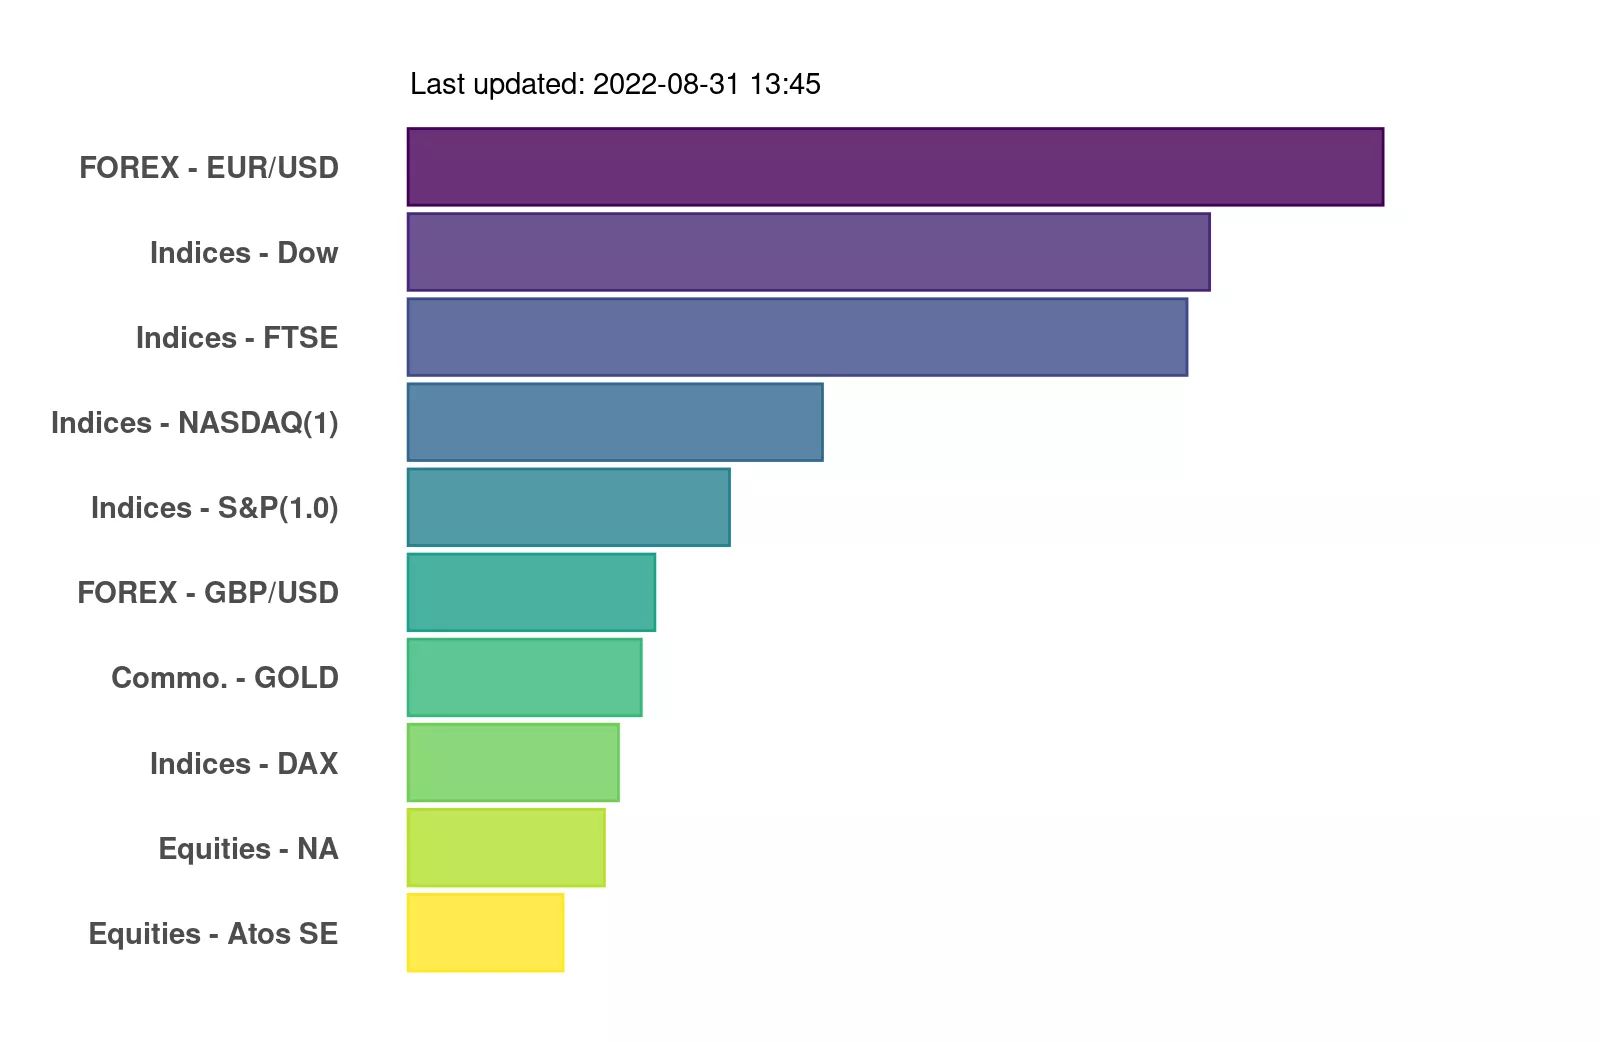 Last updated: 2022-08-31 13:45
FOREX - EUR/USD
Indices - Dow
Indices - FTSE
Indices - NASDAQ(1)
Indices - S&P(1.0)
FOREX - GBP/USD
Commo. - GOLD
Indices - DAX
Equities - NA
Equities - Atos SE